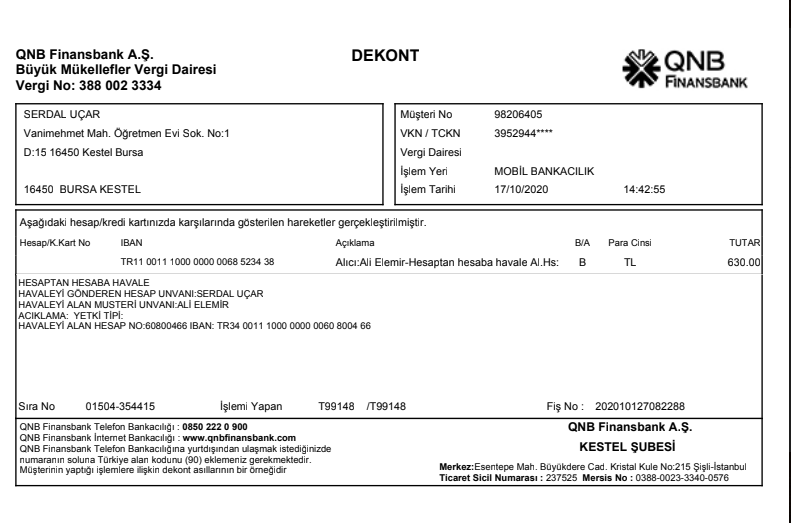 QNB Finansbank A.Ş.
Büyük Mükellefler Vergi Dairesi
Vergi No: 388 002 3334
DEKONT
QNB
FINANSBANK
SERDAL UÇAR
Vanimehmet Mah. Öğretmen Evi Sok. No:1
D:15 16450 Kestel Bursa
16450 BURSA KESTEL
Müşteri No 98206405
VKN / TCKN 3952944****
Vergi Dairesi
İşlem Yeri MOBİL BANKACILIK
İşlem Tarihi 17/10/2020 14:42:55
Aşağıdaki hesap/kredi kartınızda karşılarında gösterilen hareketler gerçekleştirilmiştir.
Hesap/K.Kart No IBAN Açıklama B/A Para Cinsi TUTAR
TR11 0011 1000 0000 0068 5234 38 Alıcı:Ali Elemir-Hesaptan hesaba havale Al.Hs: B TL 630.00
HESAPTAN HESABA HAVALE
HAVALEYİ GÖNDEREN HESAP UNVANI:SERDAL UÇAR
HAVALEYİ ALAN MUSTERİ UNVANI:ALİ ELEMİR
ACIKLAMA: YETKİ TİPİ:
HAVALEYİ ALAN HESAP NO:60800466 IBAN: TR34 0011 1000 0000 0060 8004 66
Sıra No 01504-354415 İşlemi Yapan T99148 /T99148 Fiş No : 202010127082288
QNB Finansbank Telefon Bankacılığı : 0850 222 0 900
QNB Finansbank İnternet Bankacılığı : www.qnbfinansbank.com
QNB Finansbank Telefon Bankacılığına yurtdışından ulaşmak istediğinizde
numaranın soluna Türkiye alan kodunu (90) eklemeniz gerekmektedir.
Müşterinin yaptığı işlemlere ilişkin dekont asıllarının bir örneğidir
QNB Finansbank A.Ş.
KESTEL ŞUBESİ
Merkez:Esentepe Mah. Büyükdere Cad. Kristal Kule No:215 Şişli-İstanbul
Ticaret Sicil Numarası : 237525 Mersis No : 0388-0023-3340-0576